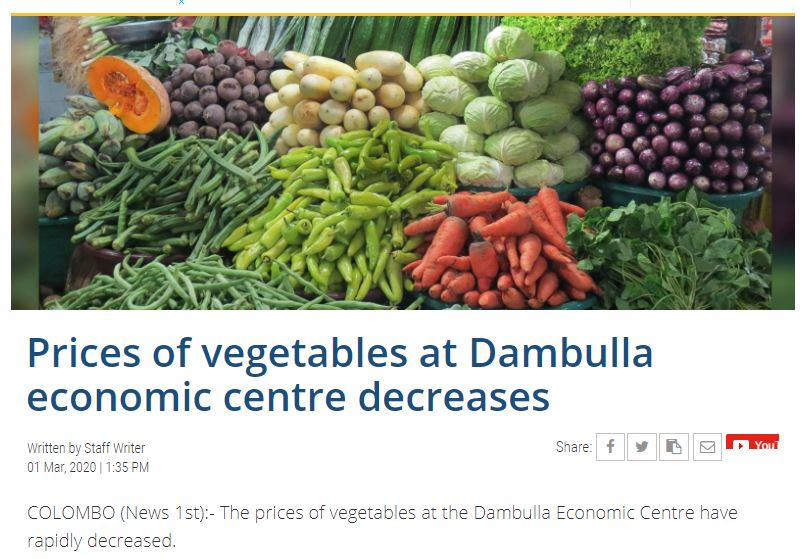 Prices of vegetables at Dambulla
economic centre decreases
Written by Staff Writer
Share:
01 Mar, 2020 | 1:35 PM
COLOMBO (News 1st):- The prices of vegetables at the Dambulla Economic Centre have
rapidly decreased.